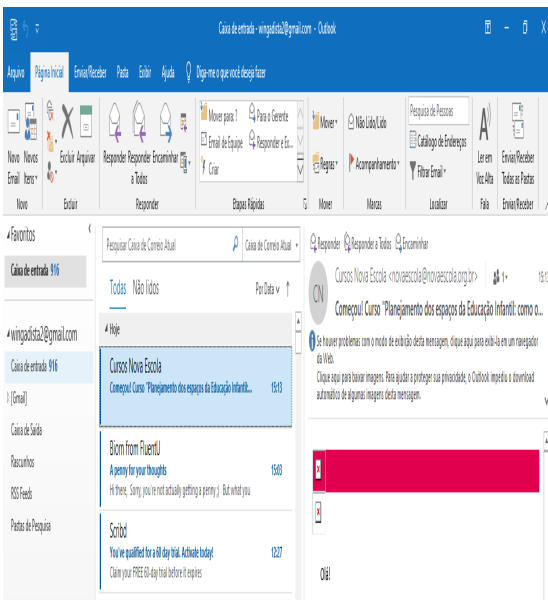 Caixa de entrada - wingadista2@gmail.com - Outlook
Arquivo Página Inicial Enviar/Receber Pasta Exibir Ajuda Diga-me o que você deseja fazer
Novo Email
Novos Itens
Novo
Excluir Arquivar
Excluir
Responder Responder a Todos Encaminhar
Responder
Mover para: ?
Para o Gerente
Email de Equipe
Responder e Ex...
Criar
Etapas Rápidas
Mover
Regras
Mover
Não Lido/Lido
Acompanhamento
Marcas
Pesquisa de Pessoas
Catálogo de Endereços
Filtrar Email
Localizar
Ler em Voz Alta
Fala
Enviar/Receber Todas as Pastas
Enviar/Receber
Favoritos
Caixa de entrada 916
wingadista2@gmail.com
Caixa de entrada 916
[Gmail]
Caixa de Saída
Rascunhos
RSS Feeds
Pastas de Pesquisa
Pesquisar Caixa de Correio Atual
Caixa de Correio Atual
Todas Não lidos Por Data
Hoje
Cursos Nova Escola
Começou! Curso "Planejamento dos espaços da Educação Infantil:... 15:13
Biom from FluentU
A penny for your thoughts 15:03
Hi there, Sorry, you're not actually getting a penny ;) But what you
Scribd
You've qualified for a 60 day trial. Activate today! 12:27
Claim your FREE 60-day trial before it expires
Responder Responder a Todos Encaminhar
CN
Cursos Nova Escola <novaescola@novaescola.org.br> 1 15:13
Começou! Curso "Planejamento dos espaços da Educação Infantil: como o...
Se houver problemas com o modo de exibição desta mensagem, clique aqui para exibi-la em um navegador
da Web.
Clique aqui para baixar imagens. Para ajudar a proteger sua privacidade, o Outlook impediu o download
automático de algumas imagens desta mensagem.
Olá!